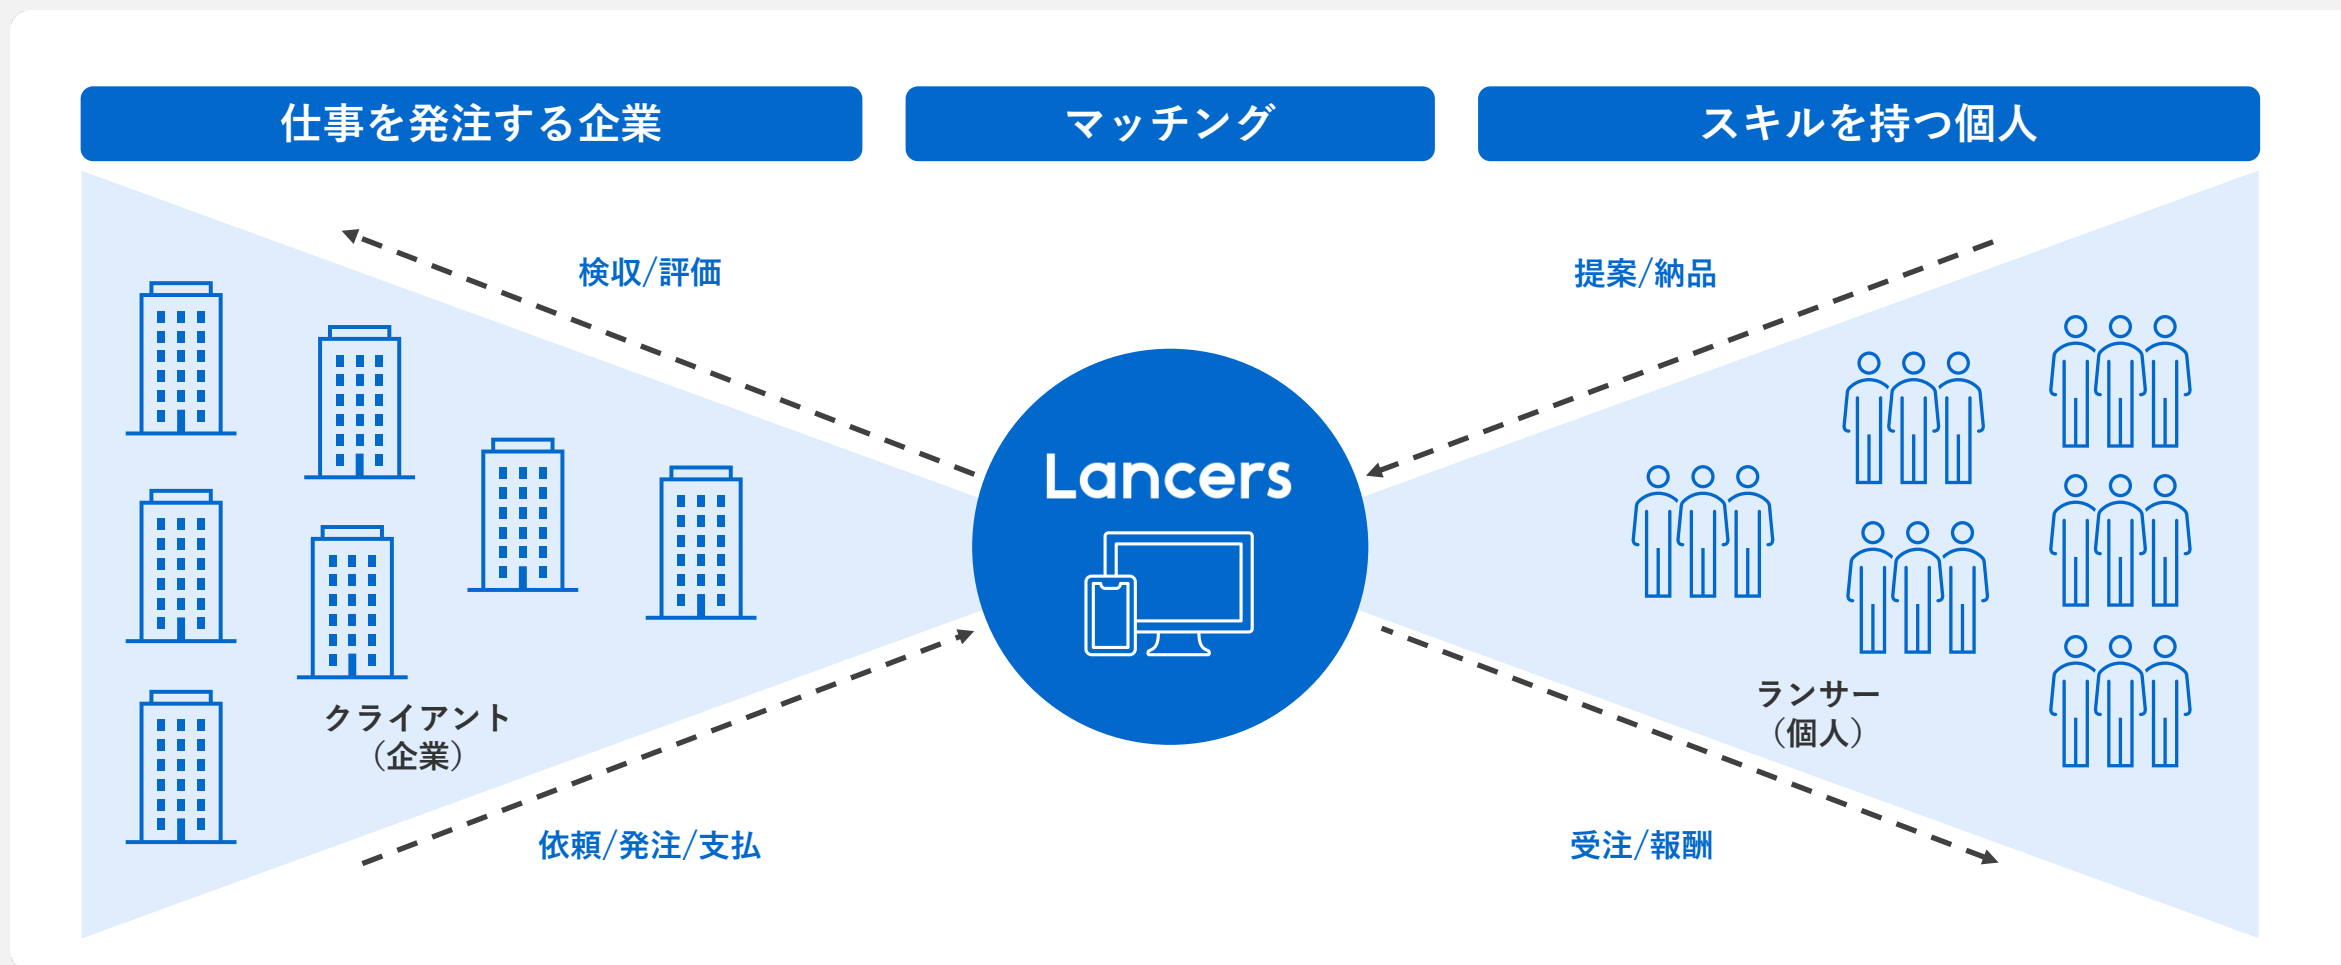 仕事を発注する企業
マッチング
スキルを持つ個人
検収/評価
提案/納品
Lancers
クライアント
（企業）
ランサー
（個人）
依頼/発注/支払
受注/報酬